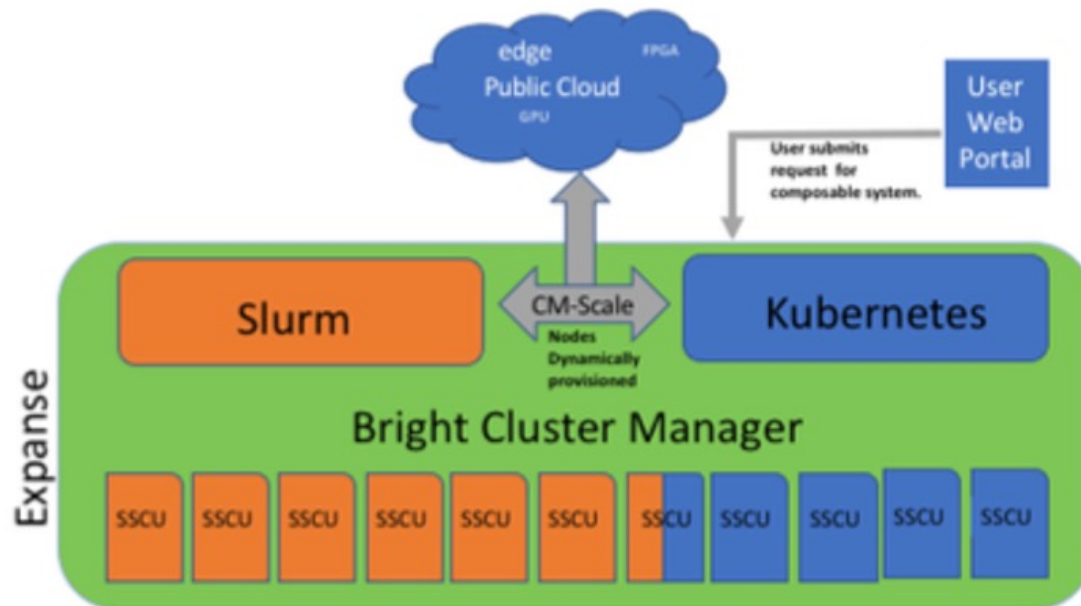 edge
FPGA
Public Cloud
GPU
User
Web
Portal
User submits
request for
composable system.
Slurm
CM-Scale
Nodes
Dynamically
provisioned
Kubernetes
Expanse
Bright Cluster Manager
SSCU SSCU SSCU SSCU SSCU SSCU SSCU SSCU SSCU SSCU SSCU